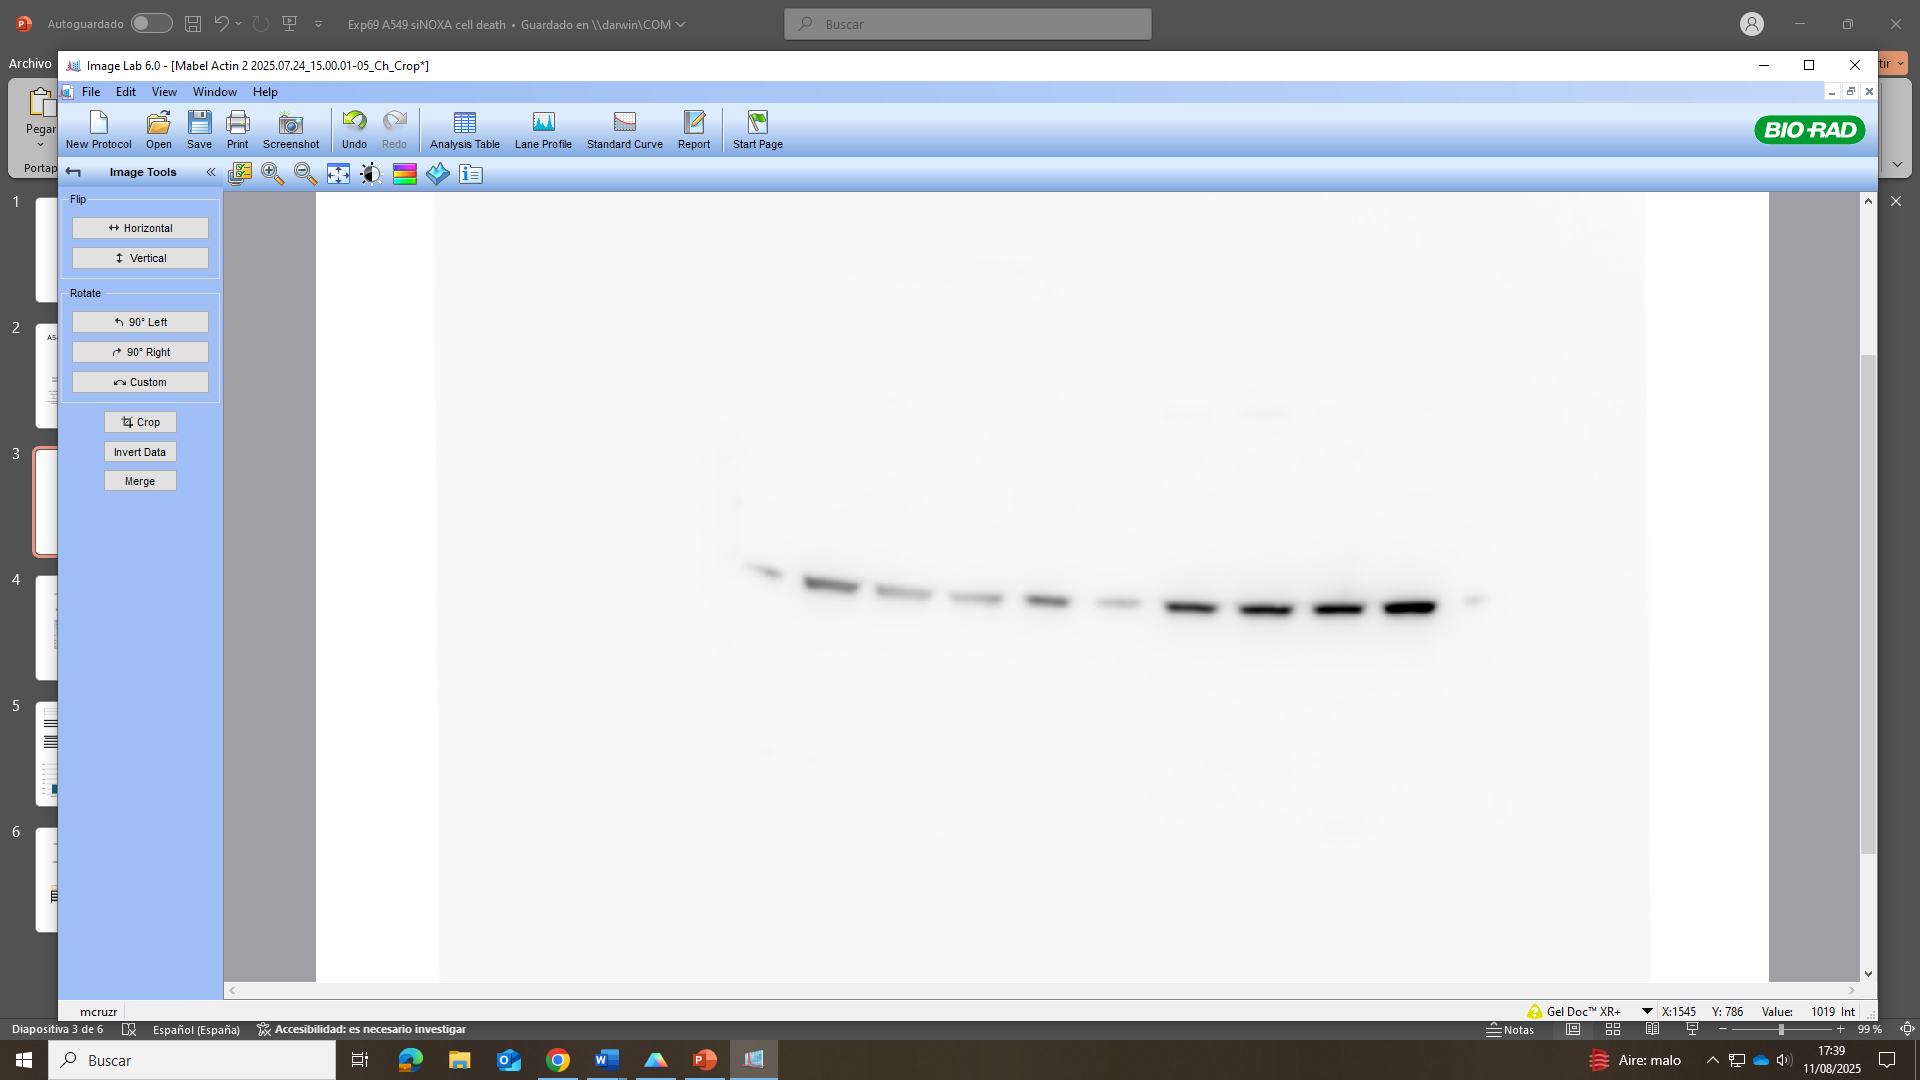 Autoguardado
Exp69 A549 siNOXA cell death • Guardado en \\darwin\COM
Buscar
Archivo
tir
Pegar
Portap
Image Lab 6.0 - [Mabel Actin 2 2025.07.24_15.00.01-05_Ch_Crop*]
File Edit View Window Help
New Protocol Open Save Print Screenshot Undo Redo Analysis Table Lane Profile Standard Curve Report Start Page
BIO-RAD
Image Tools
Flip
Horizontal
Vertical
Rotate
90° Left
90° Right
Custom
Crop
Invert Data
Merge
1
2
A5
3
4
5
6
mcruzr
Gel Doc™ XR+ X:1545 Y: 786 Value: 1019 Int
Diapositiva 3 de 6 Español (España) Accesibilidad: es necesario investigar Notas 99 %
Buscar
Aire: malo
17:39
11/08/2025